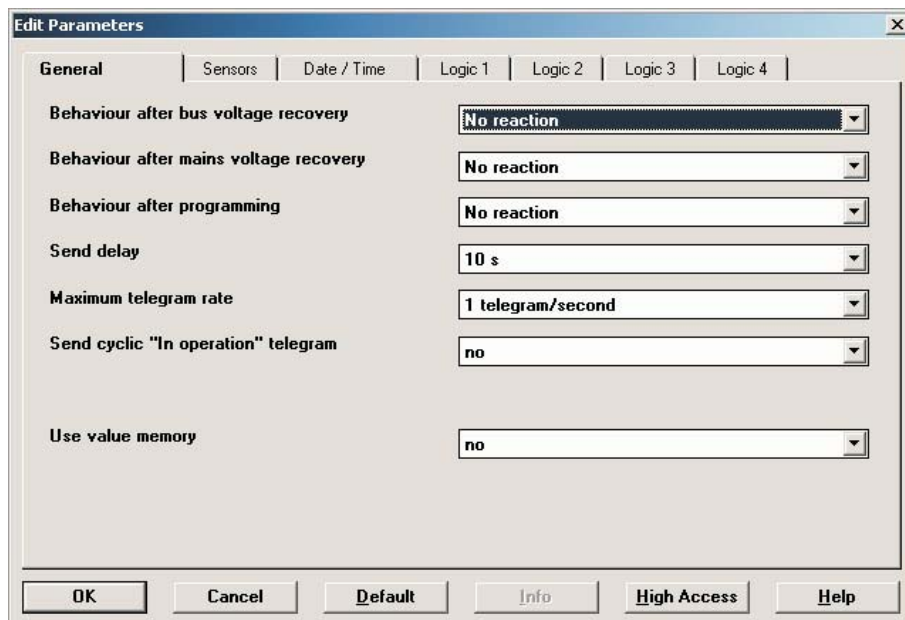 Edit Parameters
General Sensors Date / Time Logic 1 Logic 2 Logic 3 Logic 4
Behaviour after bus voltage recovery No reaction
Behaviour after mains voltage recovery No reaction
Behaviour after programming No reaction
Send delay 10 s
Maximum telegram rate 1 telegram/second
Send cyclic "In operation" telegram no
Use value memory no
OK Cancel Default Info High Access Help